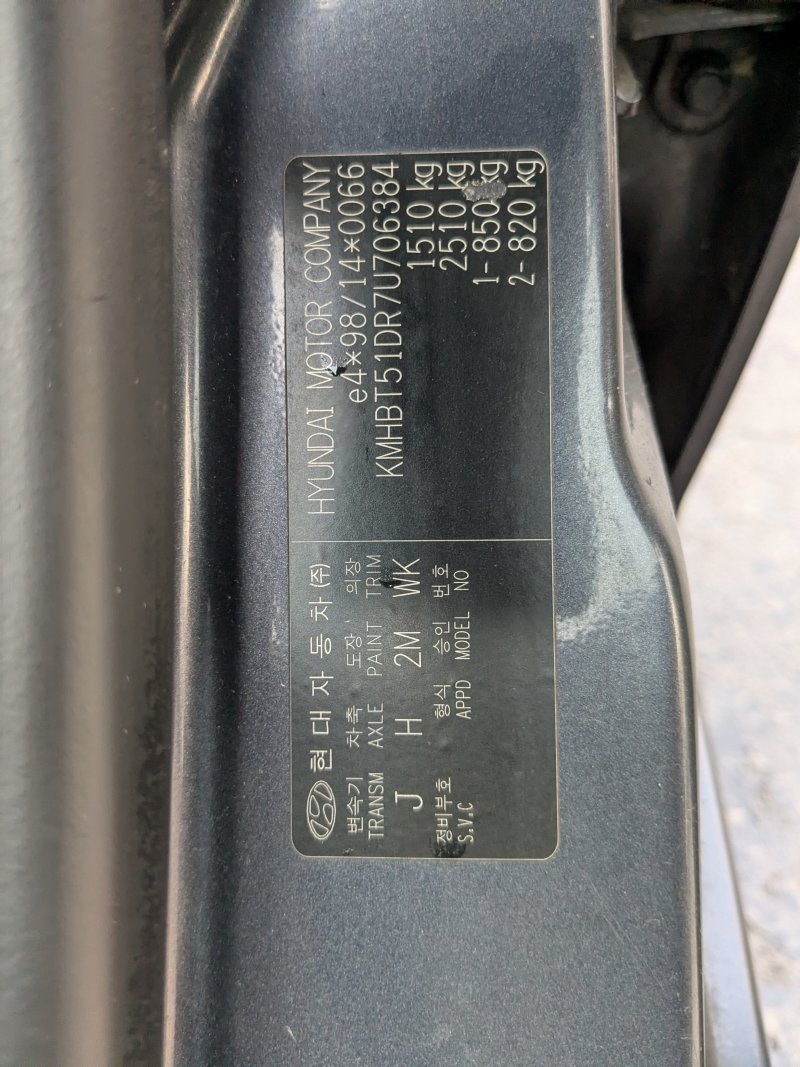 현대자동차(주)
변속기 차축 도장 의장
TRANSM AXLE PAINT TRIM
J H 2M WK
정비부호 형식 승인 번호
S.V.C APPD MODEL NO
HYUNDAI MOTOR COMPANY
e4*98/14*0066
KMHBT51DR7U706384
1510 kg
2510 kg
1- 850 kg
2- 820 kg